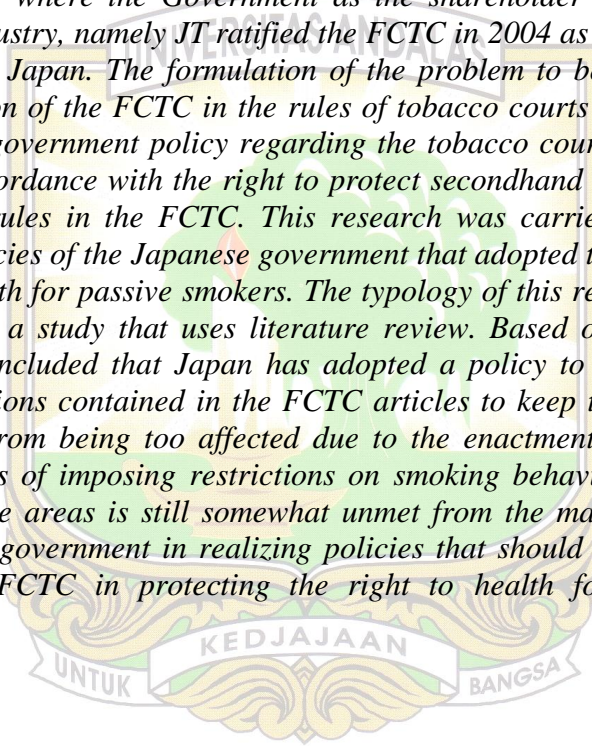 where the Government as the shareholder
ustry, namely JT ratified the FCTC in 2004 as
Japan. The formulation of the problem to be
on of the FCTC in the rules of tobacco courts
government policy regarding the tobacco cour
ordance with the right to protect secondhand
rules in the FCTC. This research was carrie
cies of the Japanese government that adopted t
th for passive smokers. The typology of this re
a study that uses literature review. Based o
ncluded that Japan has adopted a policy to
ions contained in the FCTC articles to keep t
from being too affected due to the enactment
s of imposing restrictions on smoking behavi
e areas is still somewhat unmet from the ma
government in realizing policies that should
FCTC in protecting the right to health fo
UNIVERSITAS ANDALAS
UNTUK KEDJAJAAN BANGSA